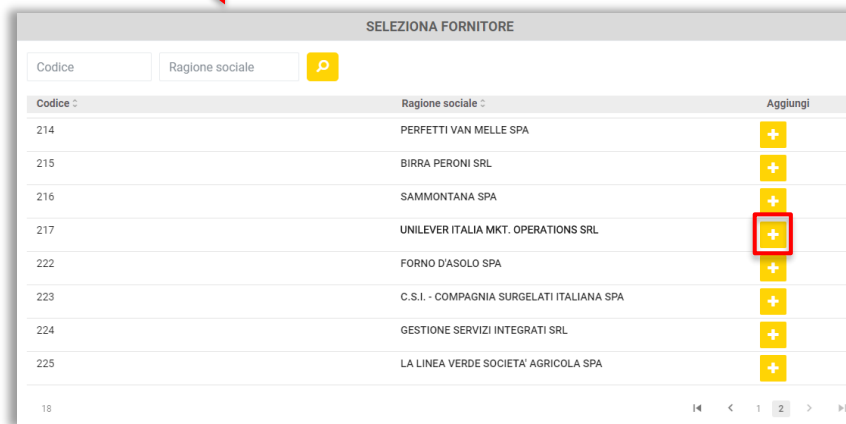 SELEZIONA FORNITORE
Codice Ragione sociale
Codice Ragione sociale Aggiungi
214 PERFETTI VAN MELLE SPA
215 BIRRA PERONI SRL
216 SAMMONTANA SPA
217 UNILEVER ITALIA MKT. OPERATIONS SRL
222 FORNO D'ASOLO SPA
223 C.S.I. - COMPAGNIA SURGELATI ITALIANA SPA
224 GESTIONE SERVIZI INTEGRATI SRL
225 LA LINEA VERDE SOCIETA' AGRICOLA SPA
18 1 2